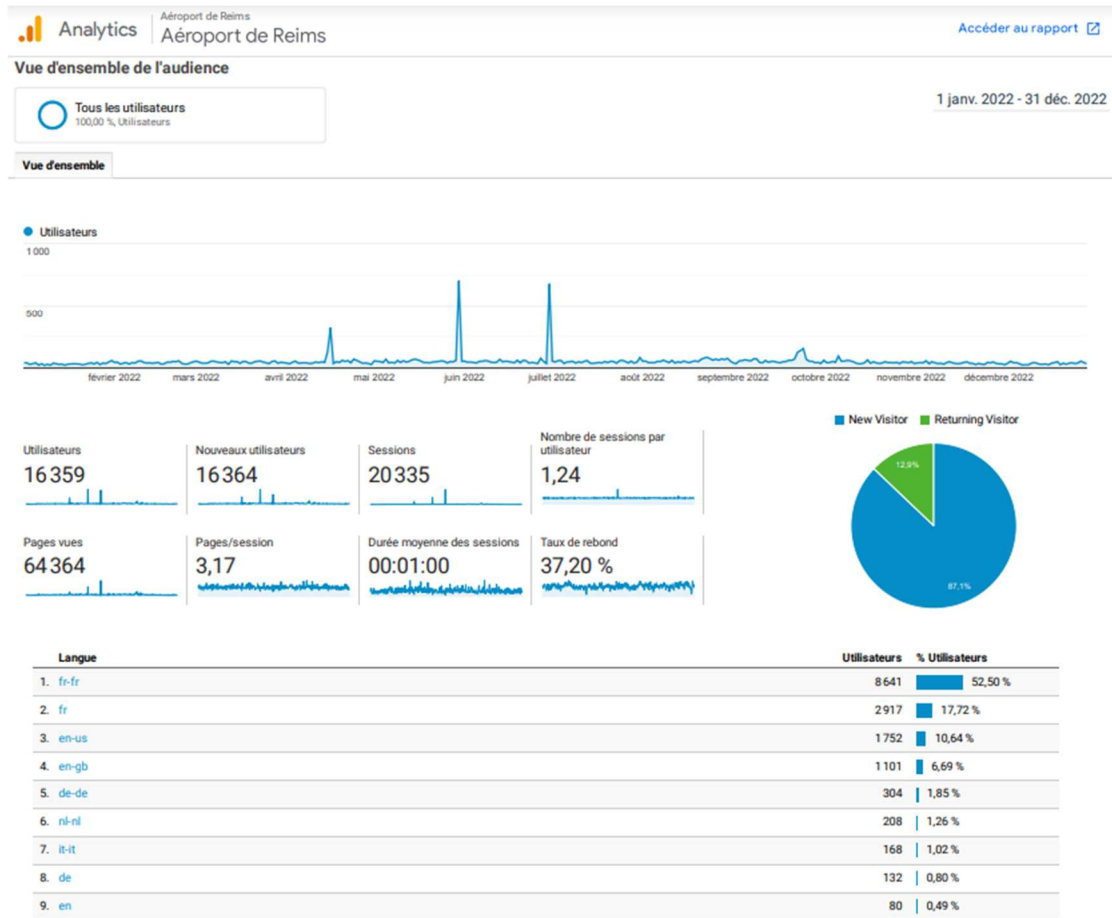 Analytics
Aéroport de Reims
Aéroport de Reims
Accéder au rapport
Vue d'ensemble de l'audience
Tous les utilisateurs
100,00 %, Utilisateurs
1 janv. 2022 - 31 déc. 2022
Vue d'ensemble
Utilisateurs
1 000
500
février 2022 mars 2022 avril 2022 mai 2022 juin 2022 juillet 2022 août 2022 septembre 2022 octobre 2022 novembre 2022 décembre 2022
New Visitor Returning Visitor
12,9%
87,1%
Utilisateurs
16 359
Nouveaux utilisateurs
16 364
Sessions
20 335
Nombre de sessions par
utilisateur
1,24
Pages vues
64 364
Pages/session
3,17
Durée moyenne des sessions
00:01:00
Taux de rebond
37,20 %
Langue Utilisateurs % Utilisateurs
1. fr-fr 8 641 52,50 %
2. fr 2 917 17,72 %
3. en-us 1 752 10,64 %
4. en-gb 1 101 6,69 %
5. de-de 304 1,85 %
6. nl-nl 208 1,26 %
7. it-it 168 1,02 %
8. de 132 0,80 %
9. en 80 0,49 %